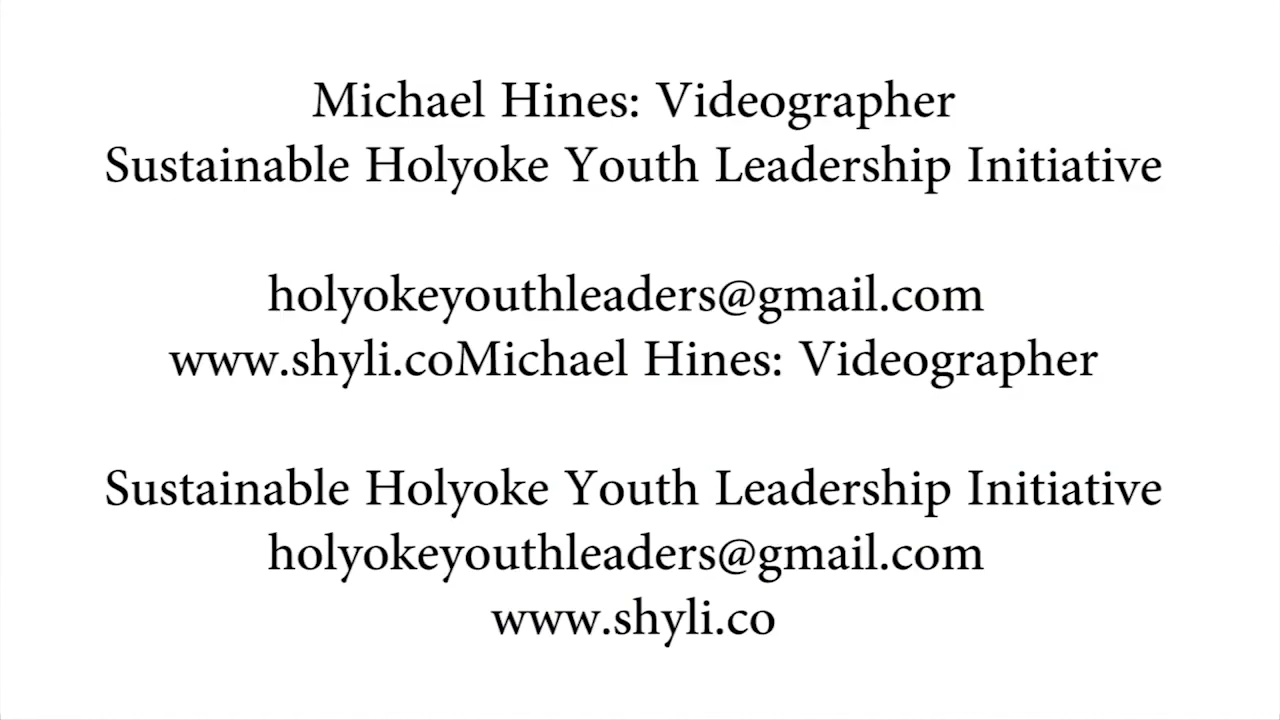 Michael Hines: Videographer
Sustainable Holyoke Youth Leadership Initiative
holyokeyouthleaders@gmail.com
www.shyli.coMichael Hines: Videographer
Sustainable Holyoke Youth Leadership Initiative
holyokeyouthleaders@gmail.com
www.shyli.co